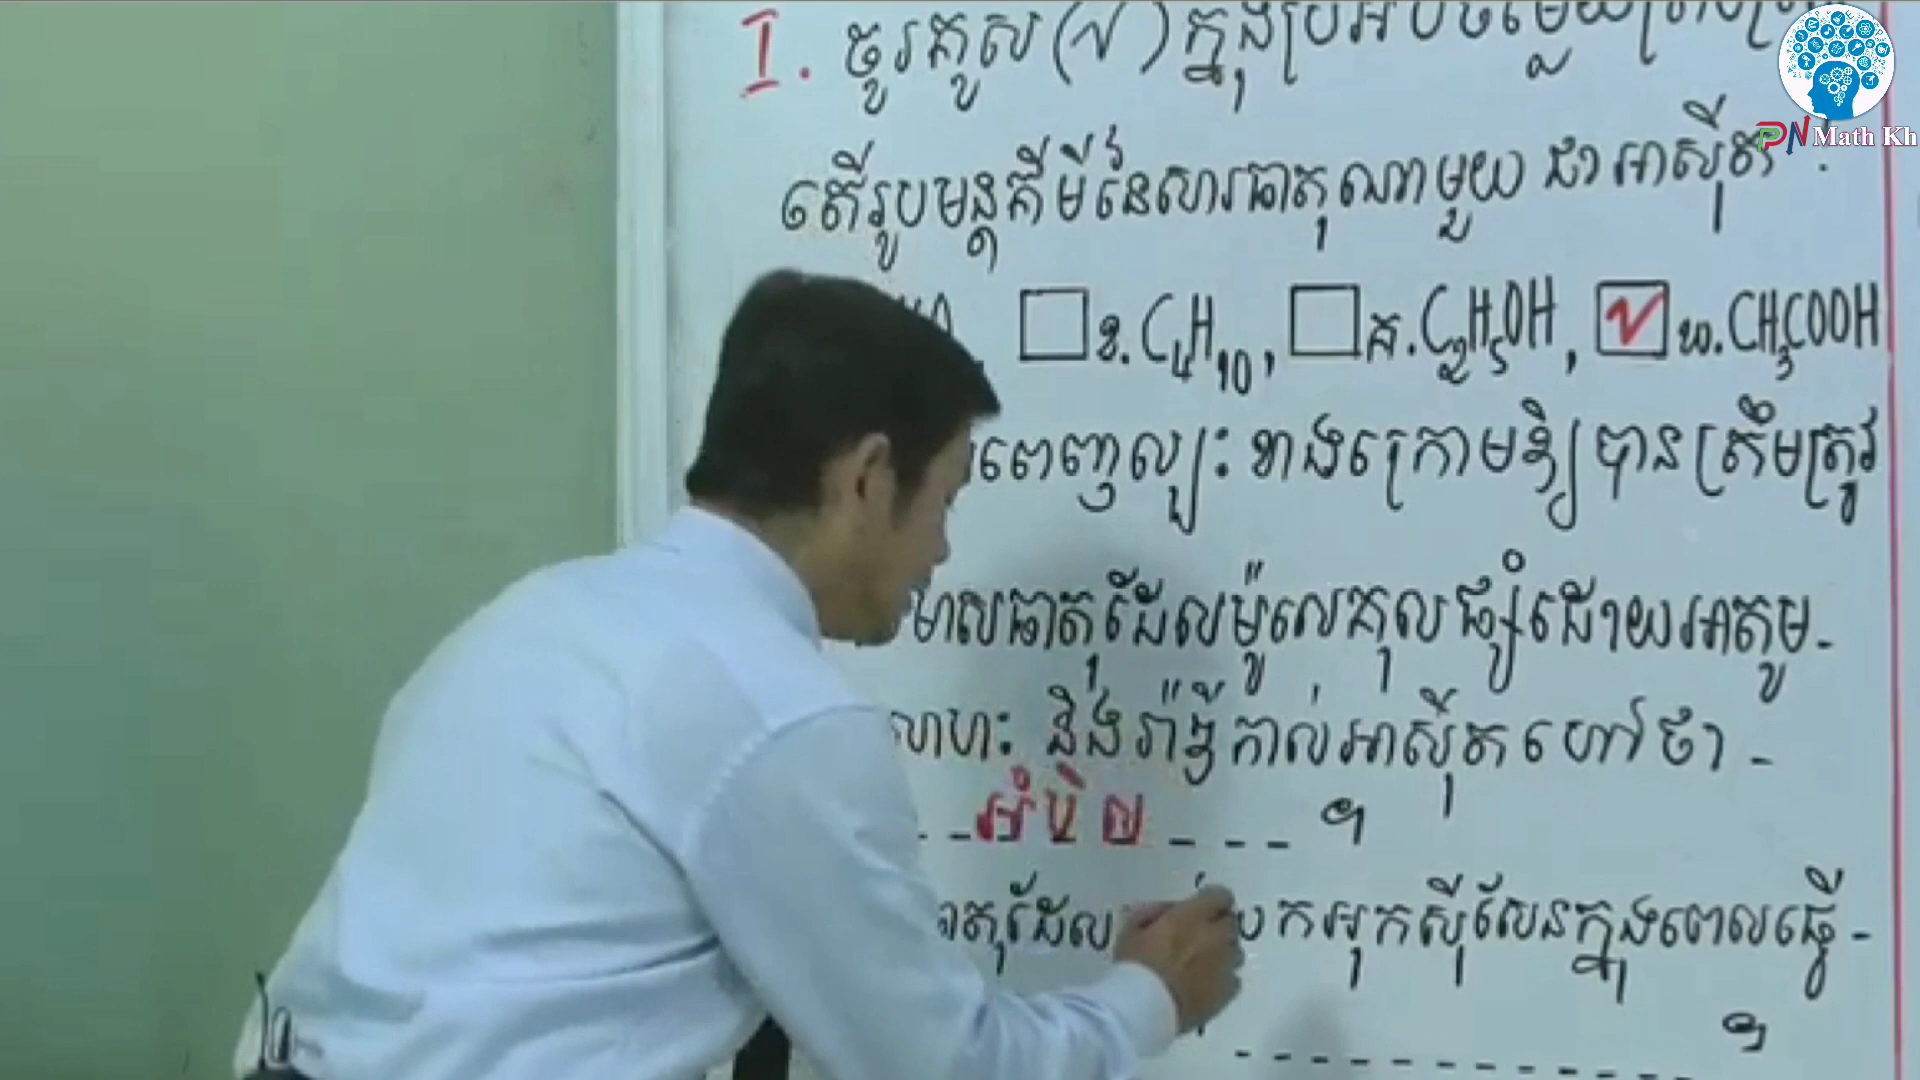 I. ចូរគូស (√) ក្នុងប្រអប់ចម្លើយ
PN Math Kh
តើរូបមន្តគីមីនៃសារធាតុណាមួយ ជាអាស៊ីត ?
ខ. C4H10, គ. C2H5OH, √ ឃ. CH3COOH
ពេញល្បះខាងក្រោមឱ្យបានត្រឹមត្រូវ
សារធាតុដែលម៉ូលេគុលផ្សំដោយអាតូម-
លោហៈ និងរ៉ាឌីកាល់អាស៊ីត ហៅថា -
អំបិល ។
ធាតុដែល កអុកស៊ីសែនក្នុងពេលធ្វើ-
។